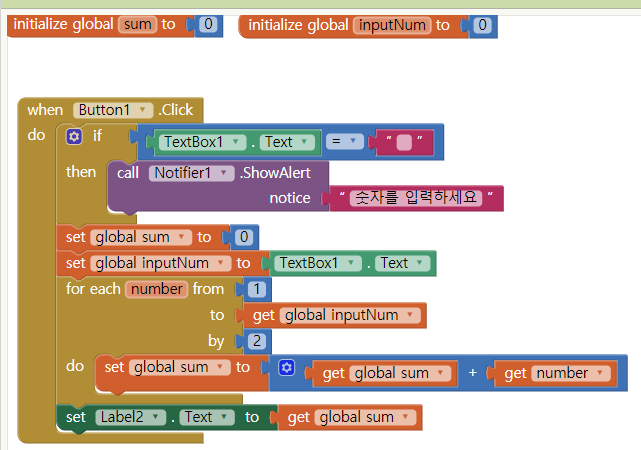 initialize global sum to 0 initialize global inputNum to 0
when Button1 .Click
do if TextBox1 . Text = " "
then call Notifier1 .ShowAlert
notice " 숫자를 입력하세요 "
set global sum to 0
set global inputNum to TextBox1 . Text
for each number from 1
to get global inputNum
by 2
do set global sum to get global sum + get number
set Label2 . Text to get global sum